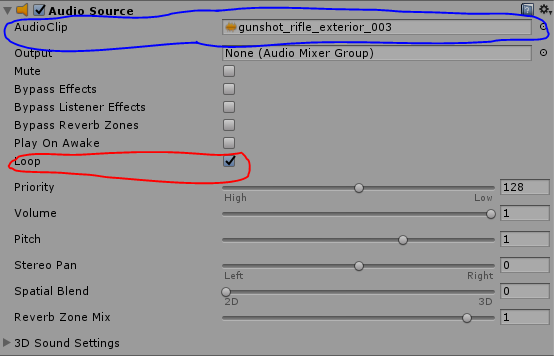 Audio Source
AudioClip gunshot_rifle_exterior_003
Output None (Audio Mixer Group)
Mute
Bypass Effects
Bypass Listener Effects
Bypass Reverb Zones
Play On Awake
Loop
Priority 128
High Low
Volume 1
Pitch 1
Stereo Pan 0
Left Right
Spatial Blend 0
2D 3D
Reverb Zone Mix 1
3D Sound Settings